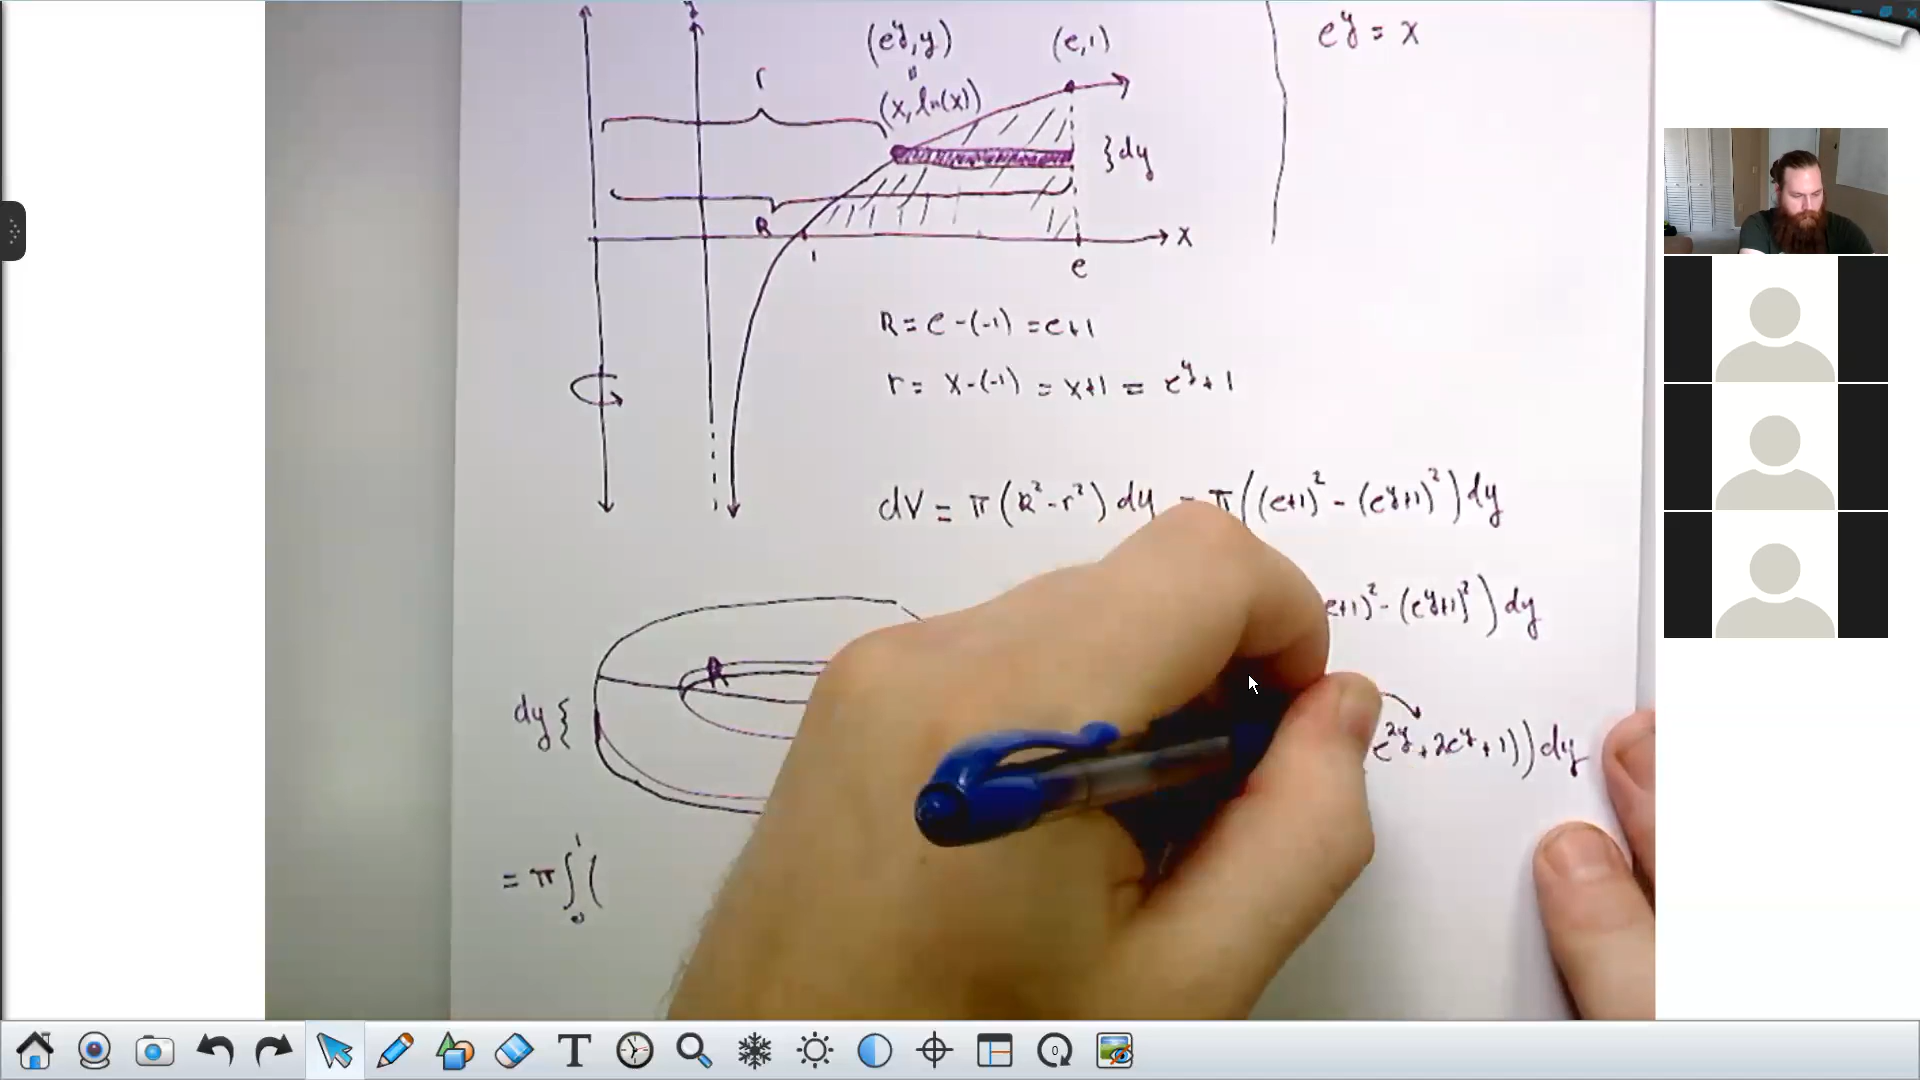 y
(e^y, y)
(e, 1)
e^y = x
r
"
(x, ln(x))
} dy
R
1
x
e
R = e - (-1) = e+1
r = x - (-1) = x+1 = e^y + 1
dV = π(R² - r²) dy = π((e+1)² - (e^y+1)²) dy
e+1)² - (e^y+1)²) dy
R
dy {
e^2y + 2e^y + 1)) dy
= π ∫₀¹ (
T
0